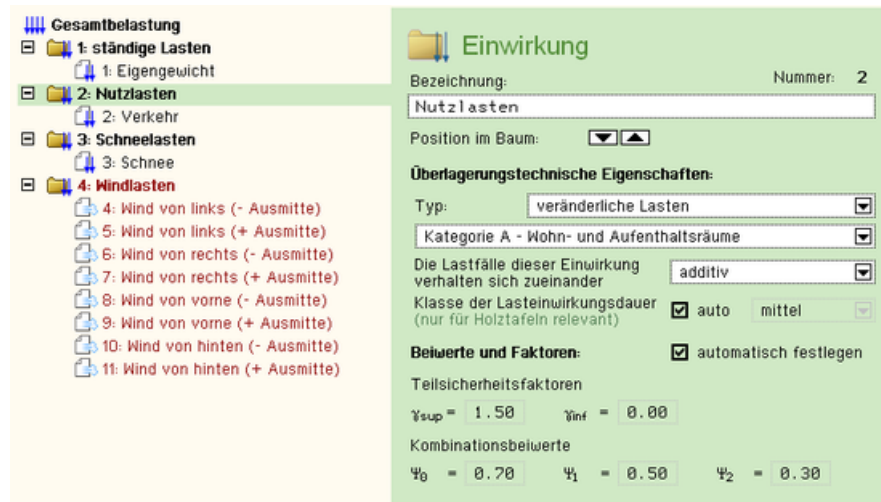 Gesamtbelastung
1: ständige Lasten
1: Eigengewicht
2: Nutzlasten
2: Verkehr
3: Schneelasten
3: Schnee
4: Windlasten
4: Wind von links (- Ausmitte)
5: Wind von links (+ Ausmitte)
6: Wind von rechts (- Ausmitte)
7: Wind von rechts (+ Ausmitte)
8: Wind von vorne (- Ausmitte)
9: Wind von vorne (+ Ausmitte)
10: Wind von hinten (- Ausmitte)
11: Wind von hinten (+ Ausmitte)
Einwirkung
Bezeichnung: Nummer: 2
Nutzlasten
Position im Baum:
Überlagerungstechnische Eigenschaften:
Typ: veränderliche Lasten
Kategorie A - Wohn- und Aufenthaltsräume
Die Lastfälle dieser Einwirkung
verhalten sich zueinander additiv
Klasse der Lasteinwirkungsdauer
(nur für Holztafeln relevant) auto mittel
Beiwerte und Faktoren: automatisch festlegen
Teilsicherheitsfaktoren
γsup = 1.50 γinf = 0.00
Kombinationsbeiwerte
Ψ0 = 0.70 Ψ1 = 0.50 Ψ2 = 0.30